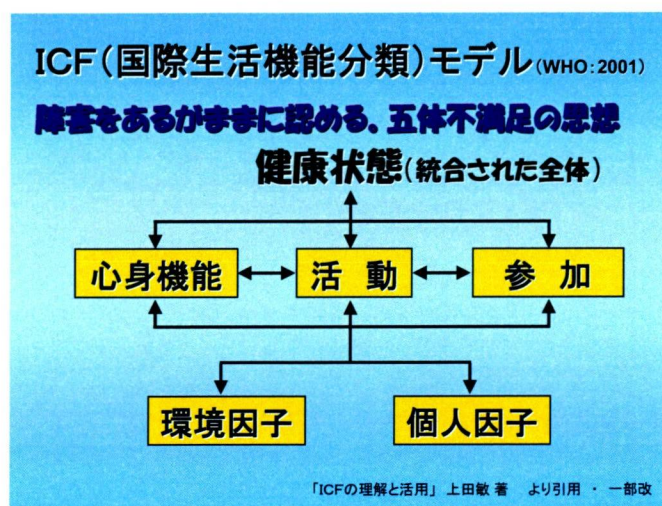 ICF(国際生活機能分類)モデル(WHO:2001)
障害をあるがままに認める、五体不満足の思想
健康状態(統合された全体)
心身機能 活動 参加
環境因子 個人因子
「ICFの理解と活用」 上田敏 著 より引用 ・ 一部改